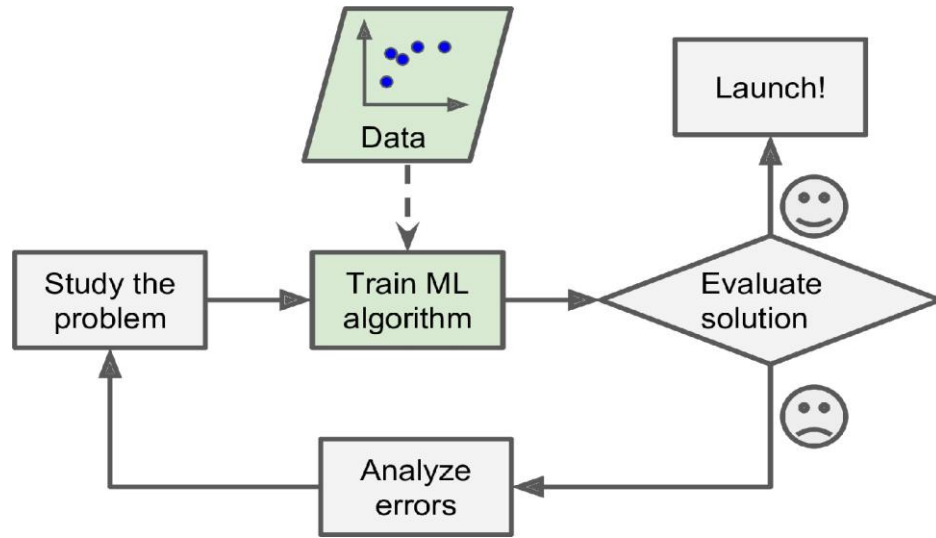 Data
Launch!
Study the
problem
Train ML
algorithm
Evaluate
solution
Analyze
errors